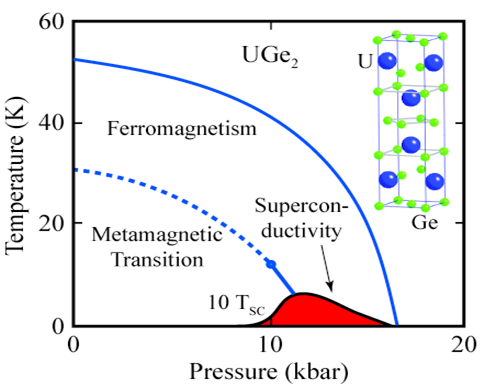 60
UGe2
U
40
Ferromagnetism
Temperature (K)
20
Supercon-
ductivity
Ge
Metamagnetic
Transition
10 TSC
0
0
10
20
Pressure (kbar)